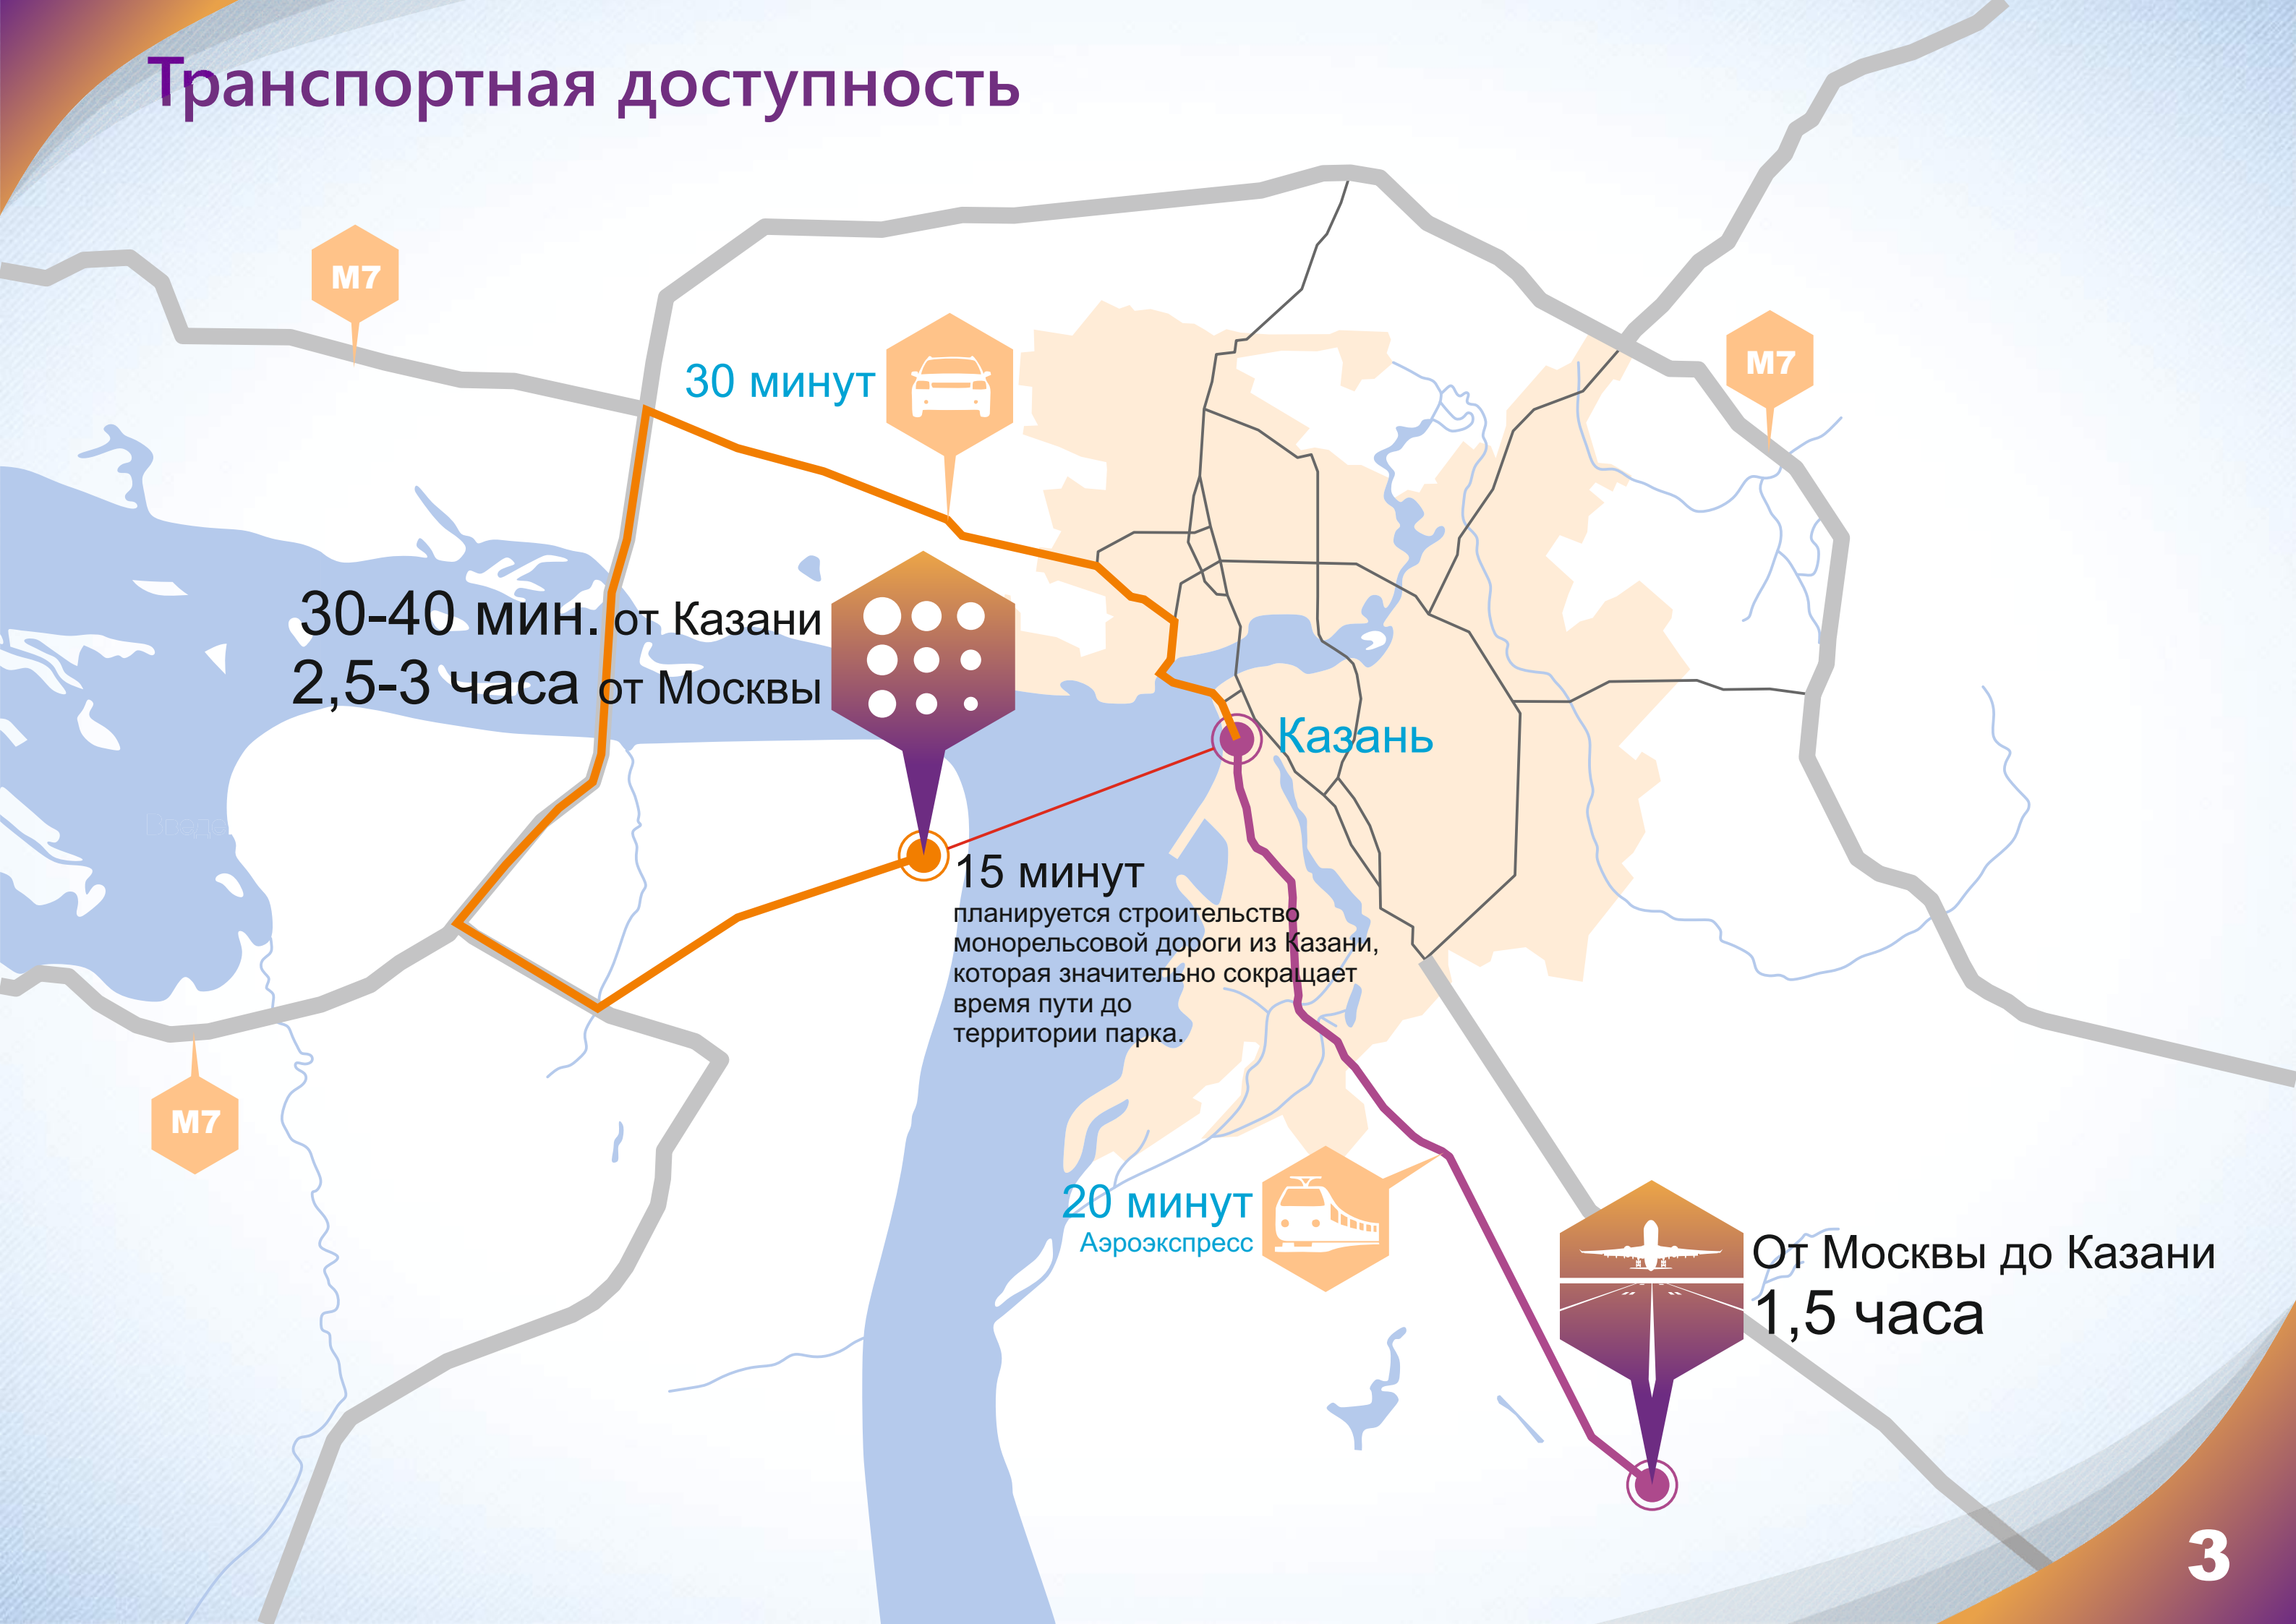 Транспортная доступность
М7
М7
30 минут
30-40 мин. от Казани
2,5-3 часа от Москвы
Казань
15 минут
планируется строительство
монорельсовой дороги из Казани,
которая значительно сокращает
время пути до
территории парка.
М7
20 минут
Аэроэкспресс
От Москвы до Казани
1,5 часа
3